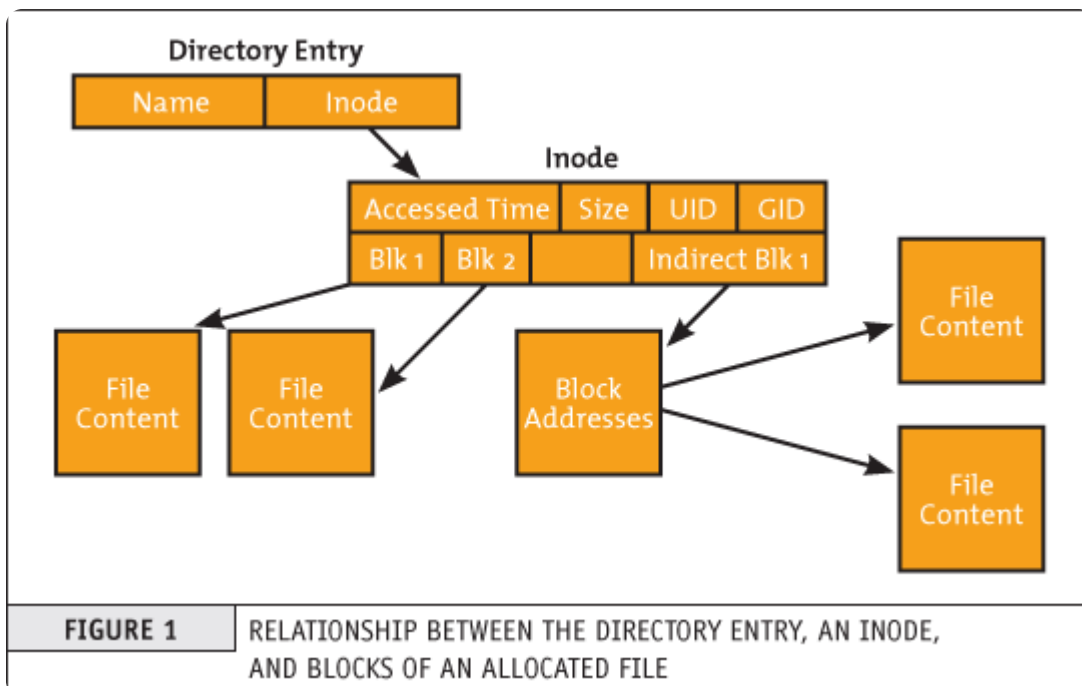 Directory Entry
Name
Inode
Inode
Accessed Time
Size
UID
GID
Blk 1
Blk 2
Indirect Blk 1
File
Content
File
Content
Block
Addresses
File
Content
File
Content
FIGURE 1
RELATIONSHIP BETWEEN THE DIRECTORY ENTRY, AN INODE,
AND BLOCKS OF AN ALLOCATED FILE